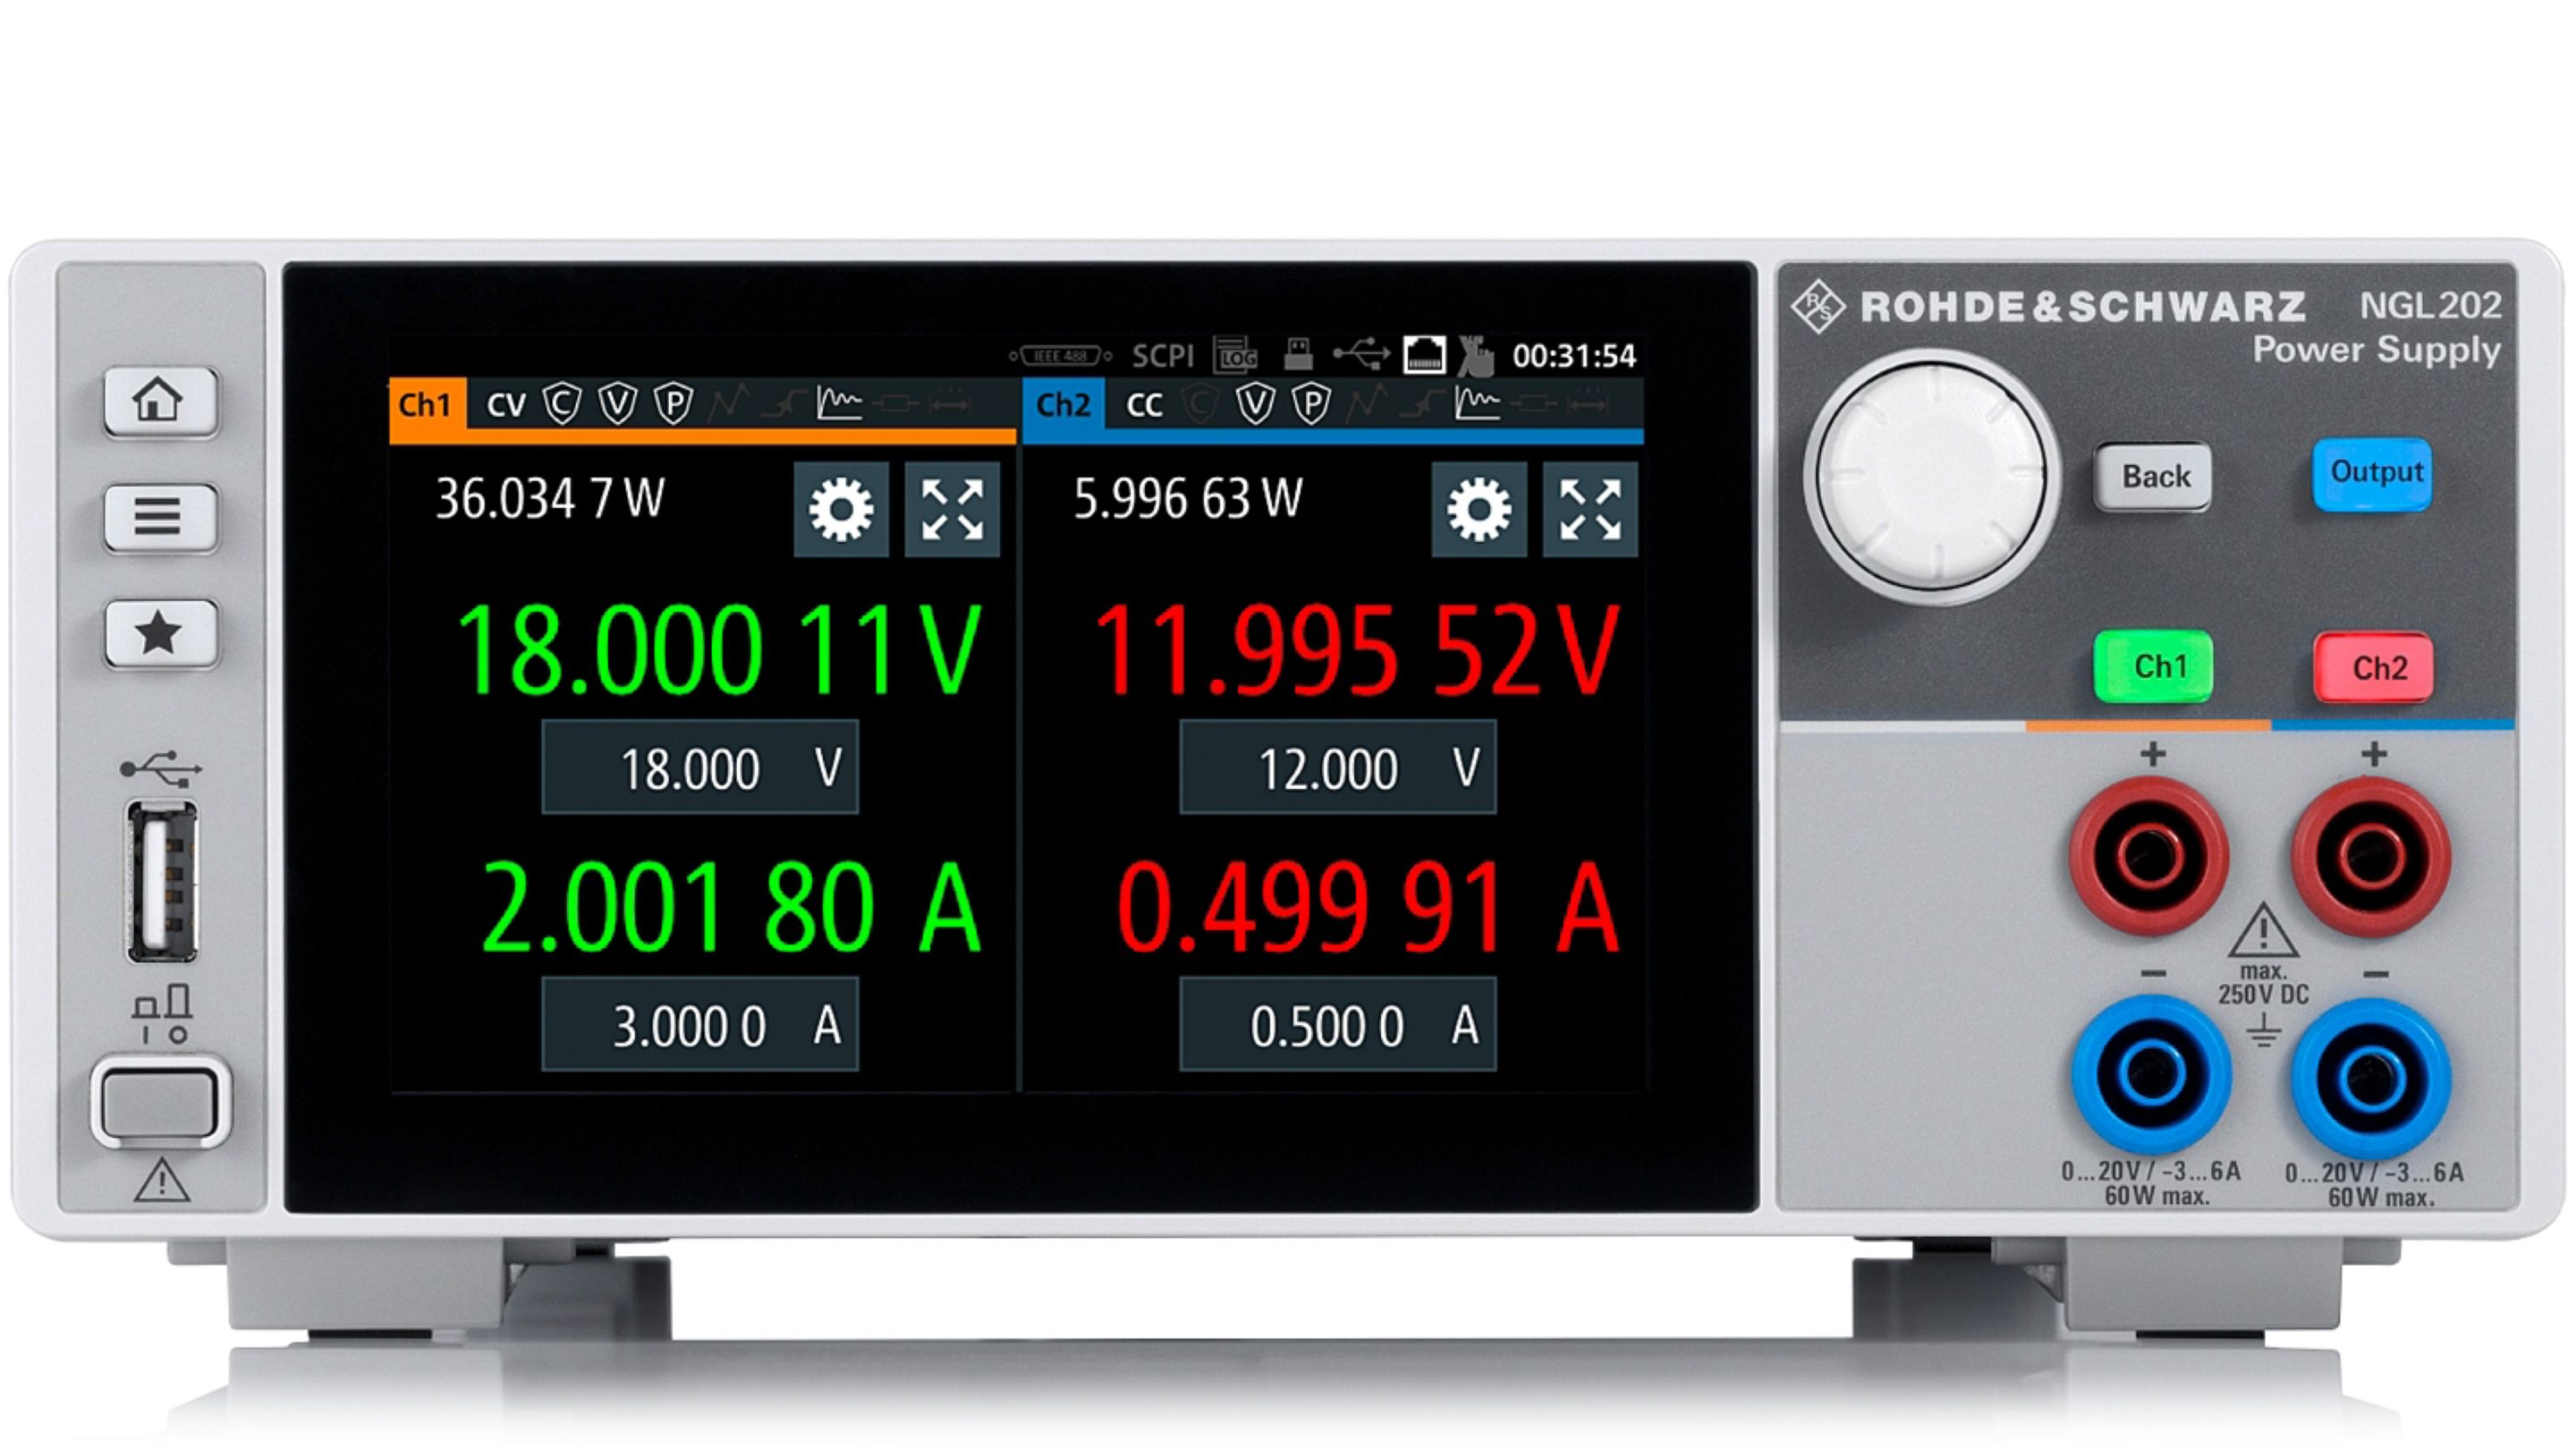 ROHDE & SCHWARZ NGL202
Power Supply
IEEE 488 SCPI LOG 00:31:54
Ch1 CV C V P
Ch2 CC C V P
36.034 7 W
18.000 11 V
18.000 V
2.001 80 A
3.000 0 A
5.996 63 W
11.995 52 V
12.000 V
0.499 91 A
0.500 0 A
Back
Output
Ch1
Ch2
+ +
max.
250V DC
- -
I O
0...20V / -3...6A
60W max.
0...20V / -3...6A
60W max.